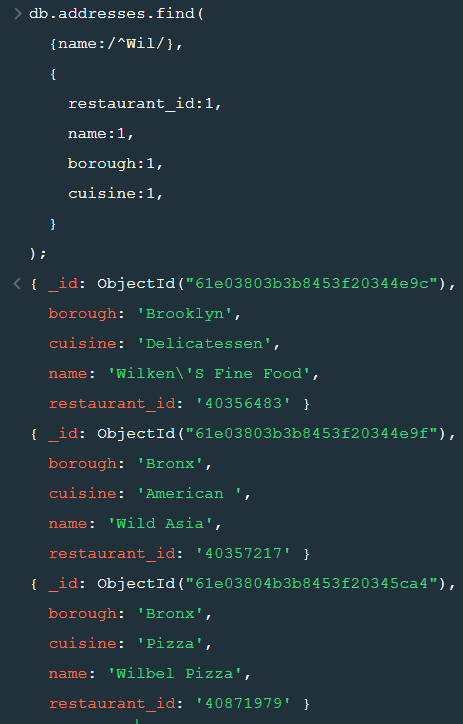 > db.addresses.find(
{name:/^Wil/},
{
restaurant_id:1,
name:1,
borough:1,
cuisine:1,
}
);
< { _id: ObjectId("61e03803b3b8453f20344e9c"),
borough: 'Brooklyn',
cuisine: 'Delicatessen',
name: 'Wilken\'S Fine Food',
restaurant_id: '40356483' }
{ _id: ObjectId("61e03803b3b8453f20344e9f"),
borough: 'Bronx',
cuisine: 'American ',
name: 'Wild Asia',
restaurant_id: '40357217' }
{ _id: ObjectId("61e03804b3b8453f20345ca4"),
borough: 'Bronx',
cuisine: 'Pizza',
name: 'Wilbel Pizza',
restaurant_id: '40871979' }